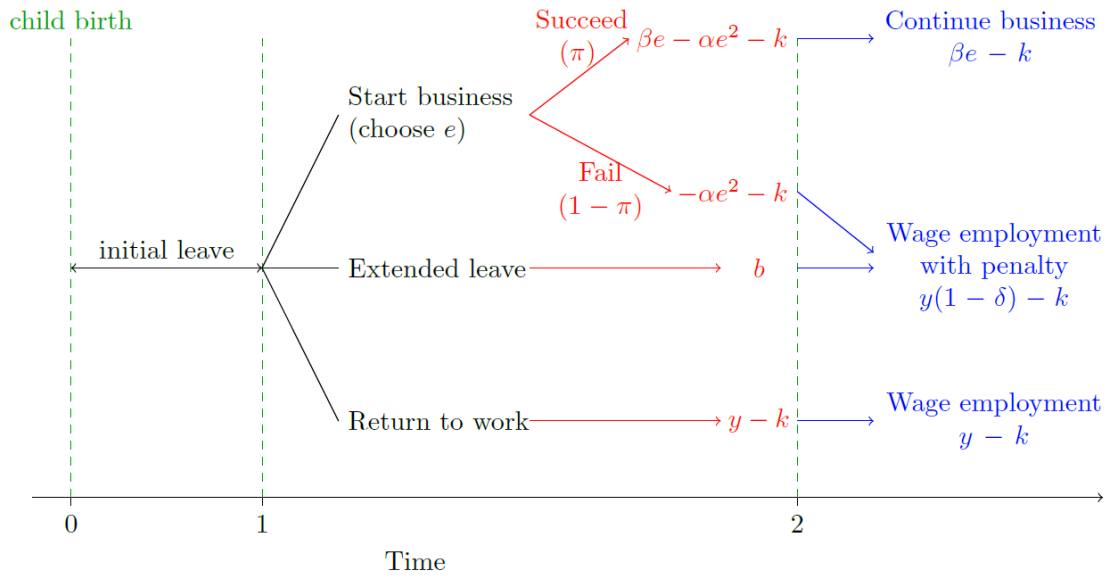 child birth
Succeed
(π)
βe − αe² − k
Continue business
βe − k
Start business
(choose e)
Fail
(1 − π)
−αe² − k
initial leave
Extended leave
b
Wage employment
with penalty
y(1 − δ) − k
Return to work
y − k
Wage employment
y − k
0
1
2
Time